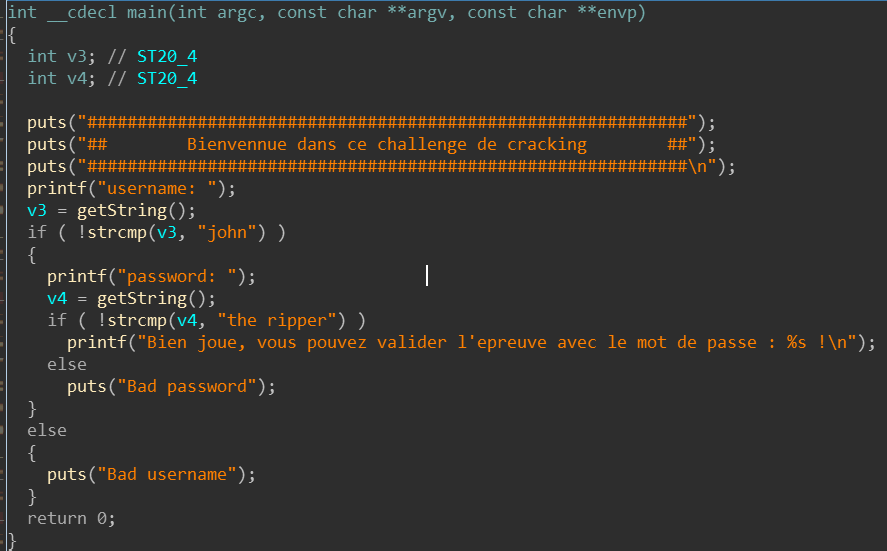 int __cdecl main(int argc, const char **argv, const char **envp)
{
  int v3; // ST20_4
  int v4; // ST20_4

  puts("############################################################");
  puts("##        Bienvennue dans ce challenge de cracking        ##");
  puts("############################################################\n");
  printf("username: ");
  v3 = getString();
  if ( !strcmp(v3, "john") )
  {
    printf("password: ");
    v4 = getString();
    if ( !strcmp(v4, "the ripper") )
      printf("Bien joue, vous pouvez valider l'epreuve avec le mot de passe : %s !\n");
    else
      puts("Bad password");
  }
  else
  {
    puts("Bad username");
  }
  return 0;
}